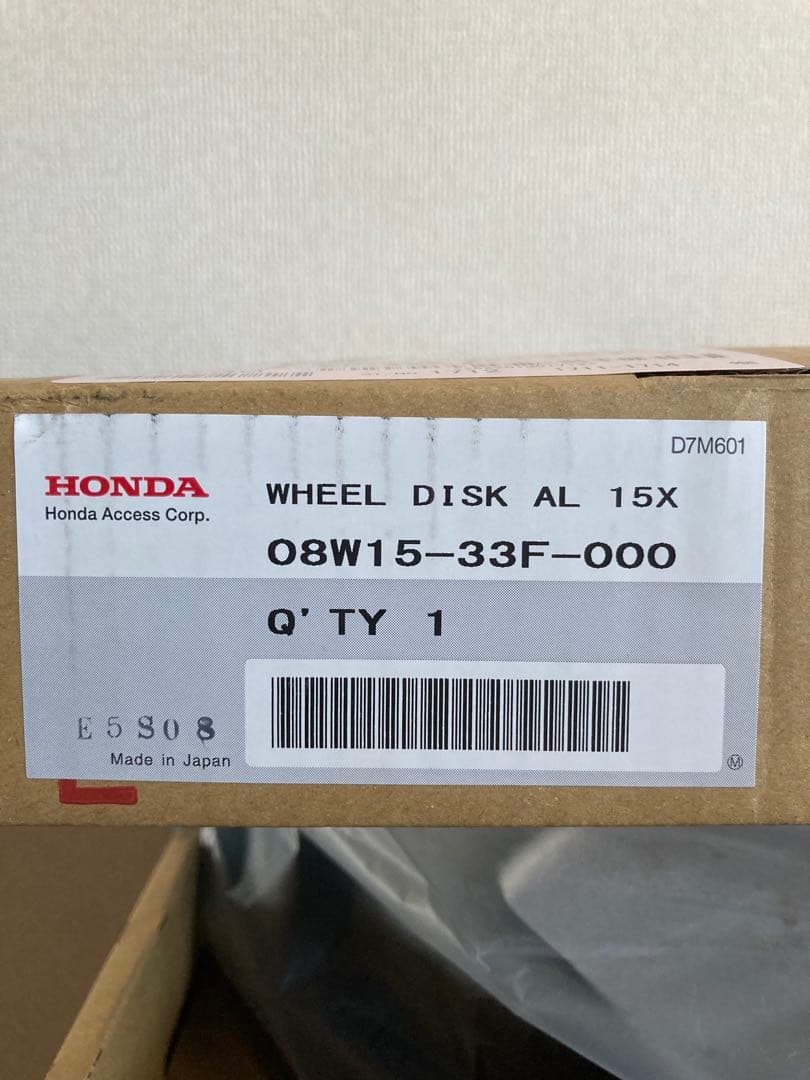 D7M601
HONDA
Honda Access Corp.
WHEEL DISK AL 15X
08W15-33F-000
Q'TY 1
E5S08
Made in Japan
M